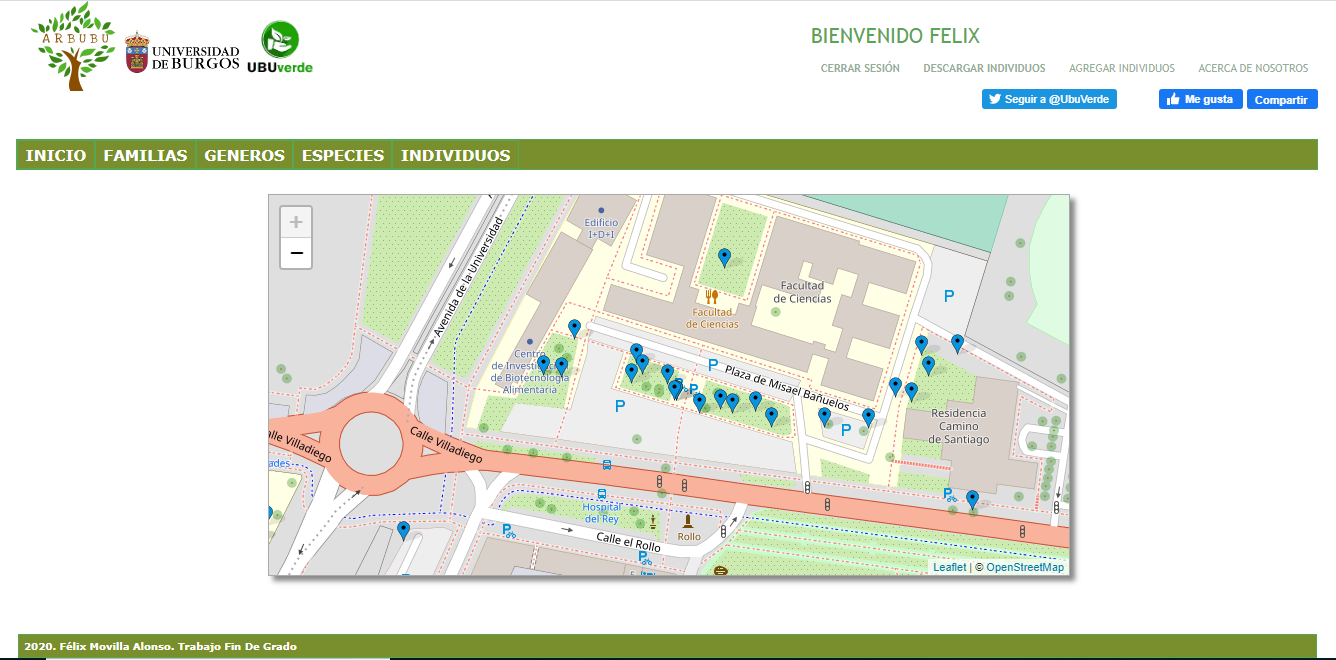 ARBUBU
UNIVERSIDAD
DE BURGOS
UBUverde
BIENVENIDO FELIX
CERRAR SESIÓN DESCARGAR INDIVIDUOS AGREGAR INDIVIDUOS ACERCA DE NOSOTROS
Seguir a @UbuVerde Me gusta Compartir
INICIO FAMILIAS GENEROS ESPECIES INDIVIDUOS
+
−
Edificio
I+D+I
Avenida de la Universidad
Facultad
de Ciencias
Facultad
de Ciencias
P
Centro
de
de Biotecnología
Alimentaria
P
P
P
Plaza de Misael Bañuelos
P
Residencia
Camino
de Santiago
Calle Villadiego
alle Villadiego
ades
P
Hospital
del Rey
P
Rollo
Calle el Rollo
P
Leaflet | © OpenStreetMap
2020. Félix Movilla Alonso. Trabajo Fin De Grado